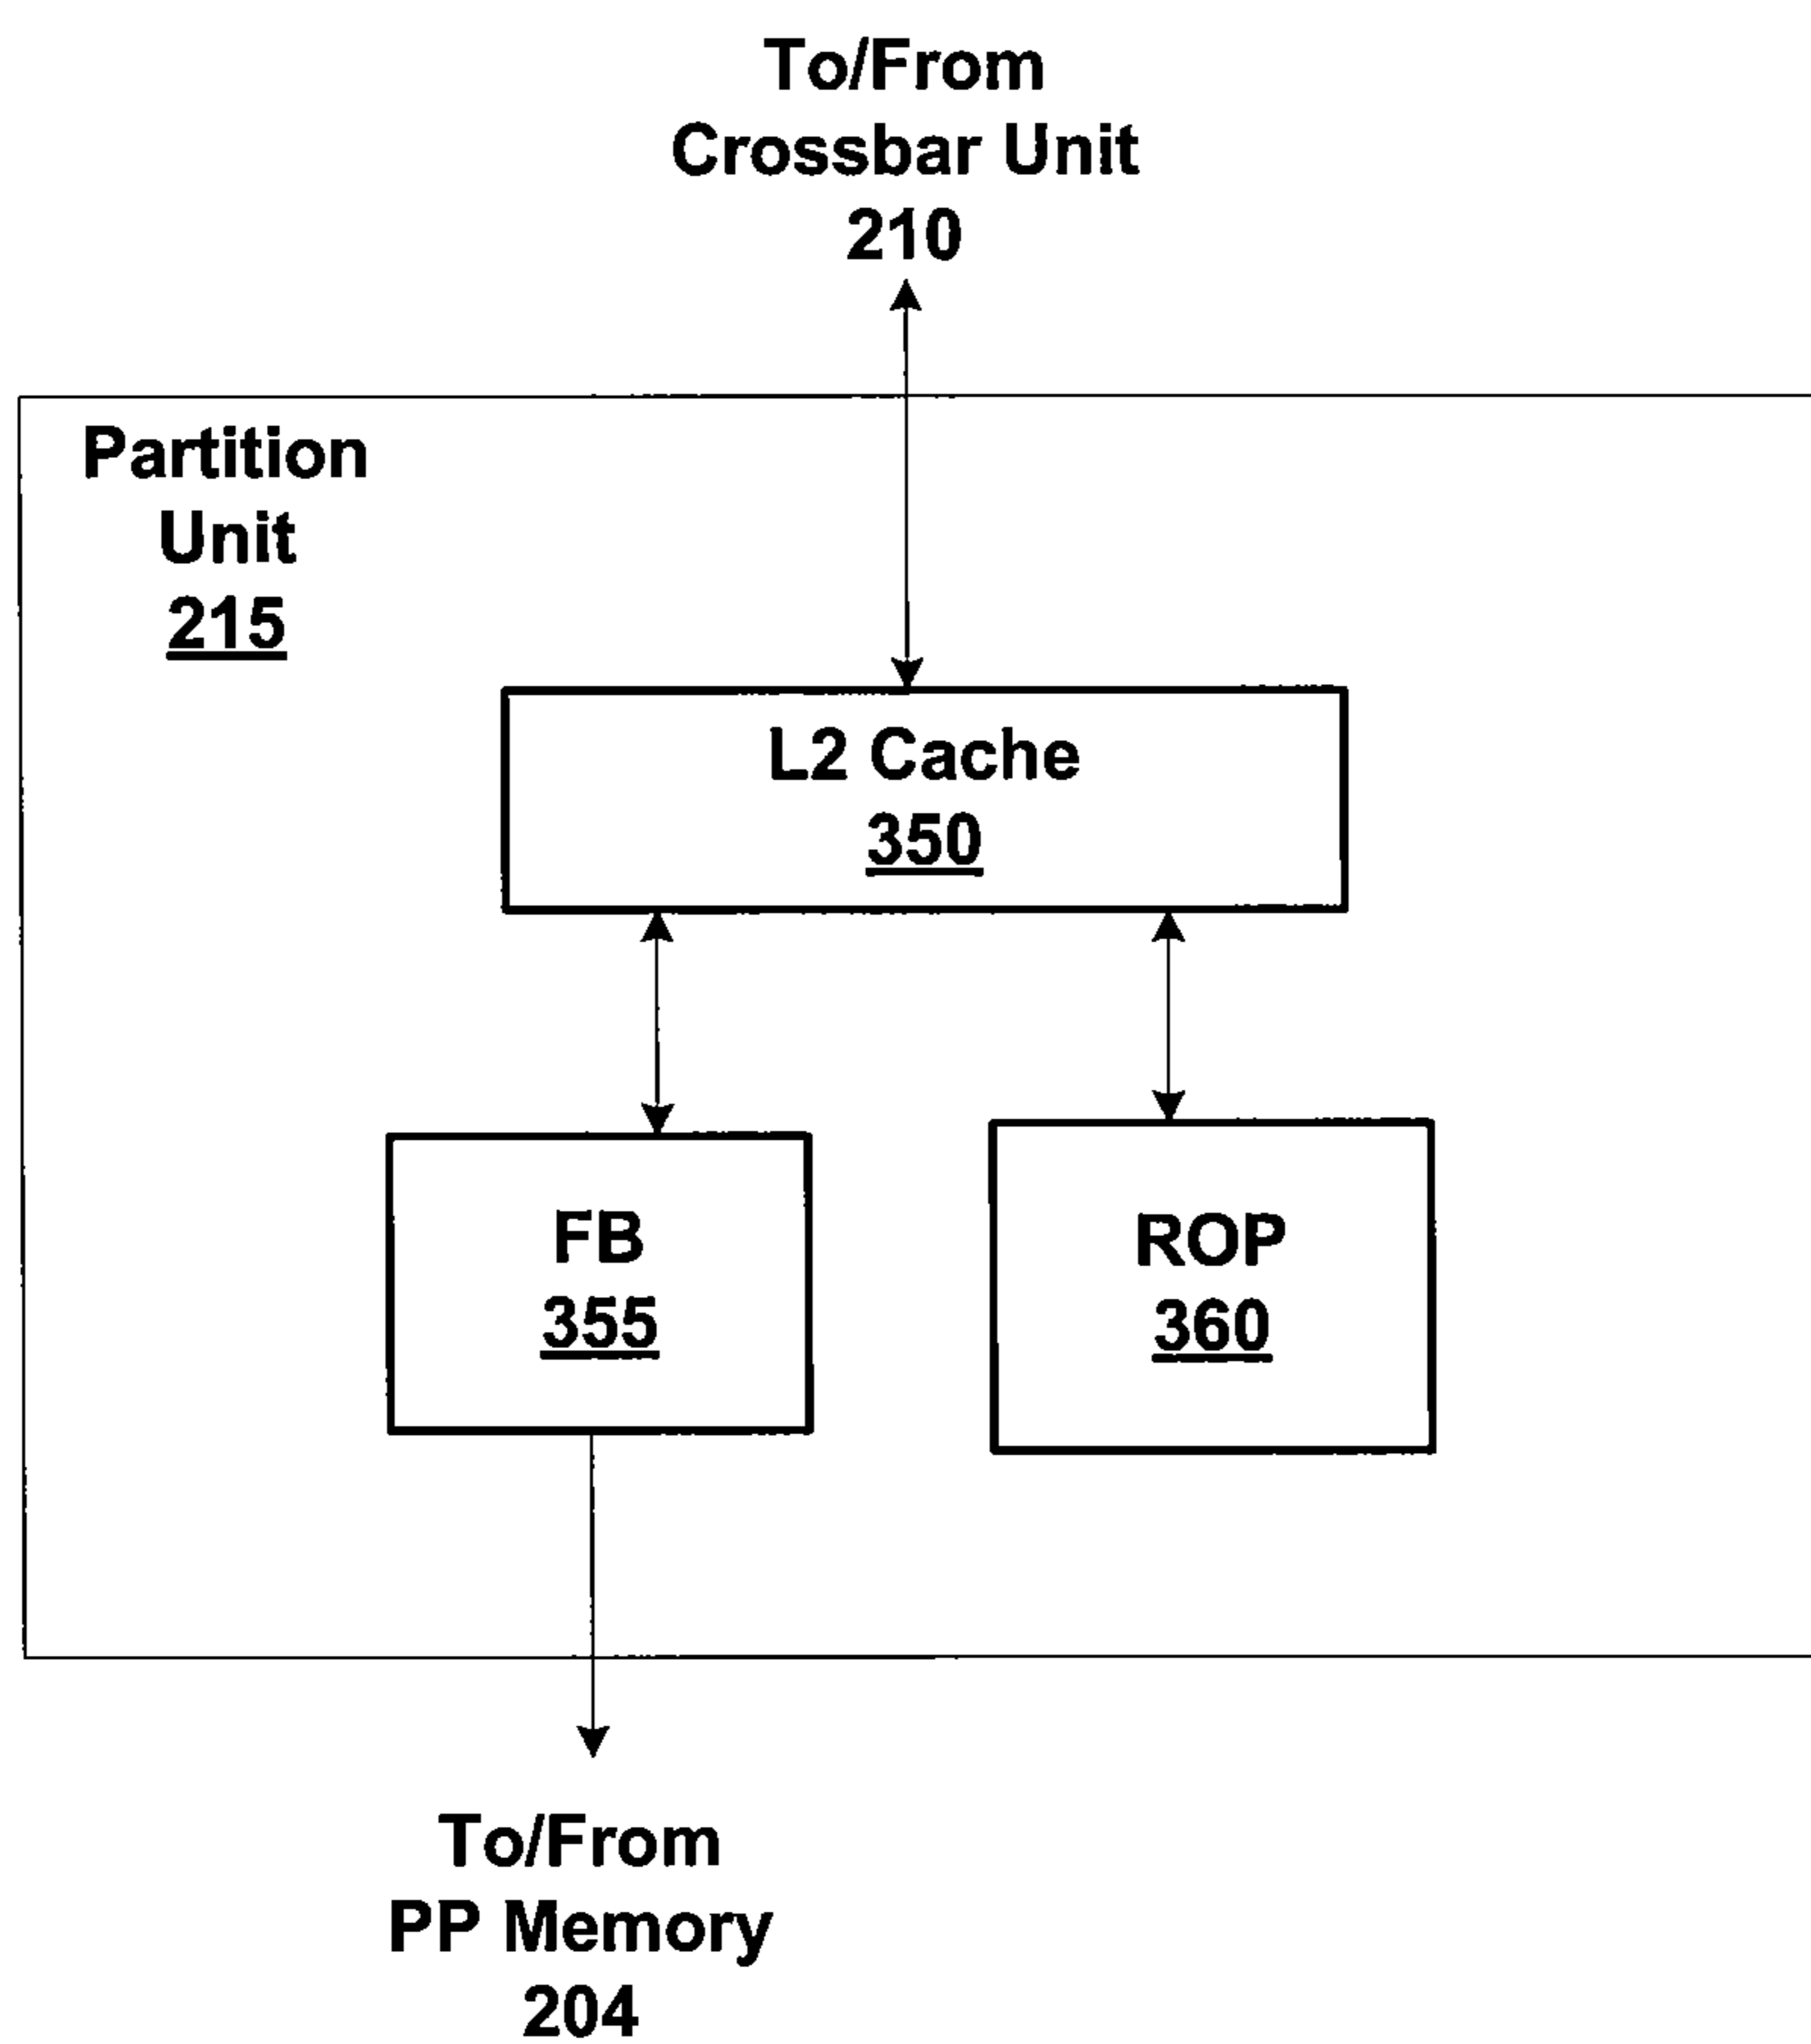 To/From
Crossbar Unit
210
Partition
Unit
215
L2 Cache
350
FB
355
ROP
360
To/From
PP Memory
204